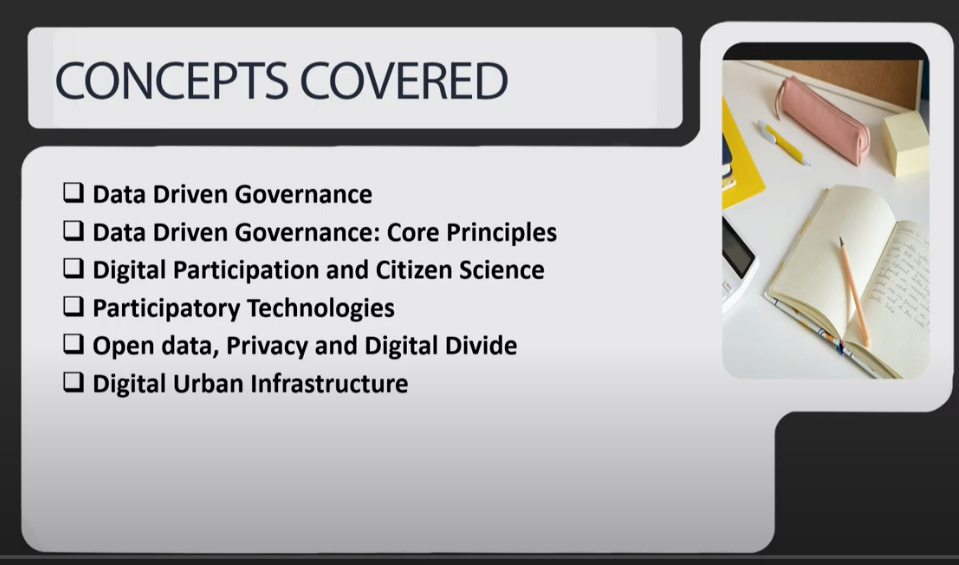 CONCEPTS COVERED
❑ Data Driven Governance
❑ Data Driven Governance: Core Principles
❑ Digital Participation and Citizen Science
❑ Participatory Technologies
❑ Open data, Privacy and Digital Divide
❑ Digital Urban Infrastructure